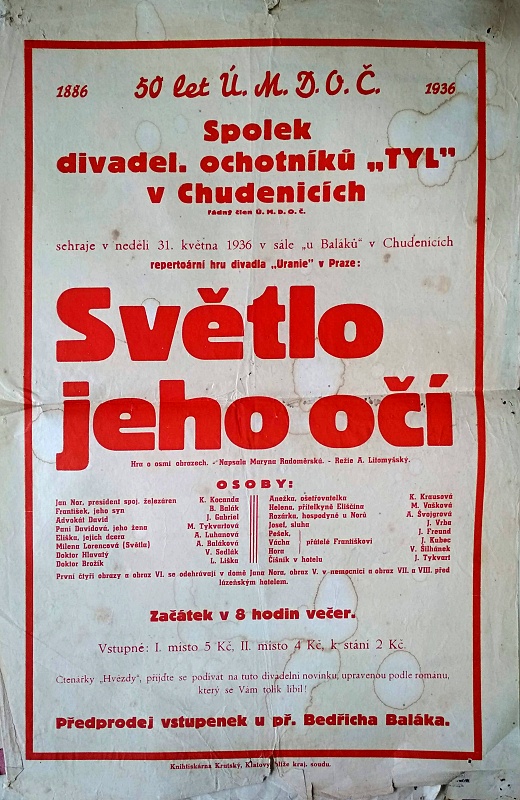 1886 50 let Ú. M. D. O. Č. 1936
Spolek
divadel. ochotníků „TYL"
v Chudenicích
řádný člen Ú. M. D. O. Č.
sehraje v neděli 31. května 1936 v sále „u Baláků" v Chudenicích
repertoární hru divadla „Uranie" v Praze:
Světlo
jeho očí
Hra o osmi obrazech. - Napsala Maryna Radoměrská. - Režie A. Litomyšský.
OSOBY:
Jan Nor, president spoj. železáren K. Kocanda
František, jeho syn B. Balák
Advokát David J. Gabriel
Paní Davidová, jeho žena M. Tykvartová
Eliška, jejich dcera A. Luhanová
Milena Lorencová (Světla) A. Baláková
Doktor Hlavatý V. Sedlák
Doktor Brožík L. Liška
Anežka, ošetřovatelka K. Krausová
Helena, přítelkyně Eliščina M. Vašková
Rozárka, hospodyně u Norů A. Švojgrová
Josef, sluha J. Vrba
Pešek, J. Freund
Vácha přátelé Františkovi J. Kubec
Hora V. Šilhánek
Číšník v hotelu J. Tykvart
První čtyři obrazy a obraz VI. se odehrávají v domě Jana Nora, obraz V. v nemocnici a obraz VII. a VIII. před
lázeňským hotelem.
Začátek v 8 hodin večer.
Vstupné: I. místo 5 Kč, II. místo 4 Kč, k stání 2 Kč.
Čtenářky „Hvězdy", přijďte se podívat na tuto divadelní novinku, upravenou podle románu,
který se Vám tolik líbil!
Předprodej vstupenek u př. Bedřicha Baláka.
Knihtiskárna Krutský, Klatovy, blíže kraj. soudu.